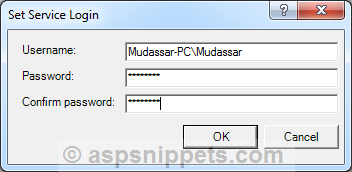 Set Service Login
?
Username:
Mudassar-PC\Mudassar
Password:
********
Confirm password:
********
OK
Cancel
© aspsnippets.com